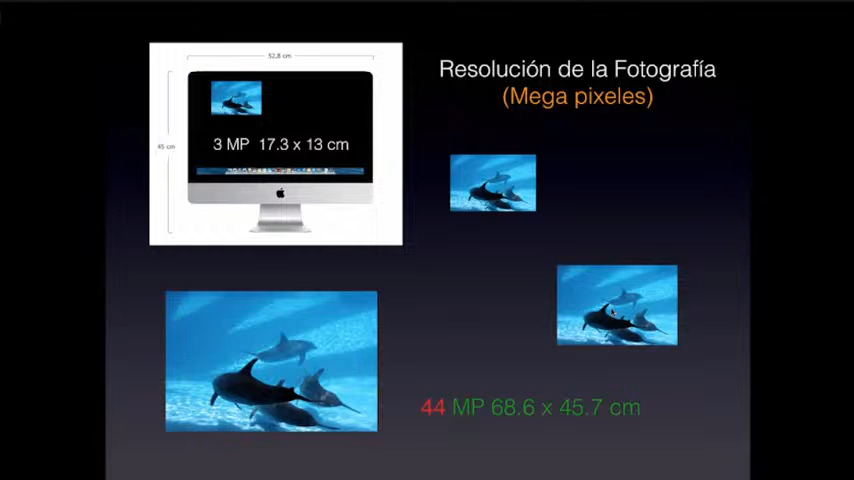 52,8 cm
45 cm
3 MP 17.3 x 13 cm
Resolución de la Fotografía
(Mega pixeles)
44 MP 68.6 x 45.7 cm